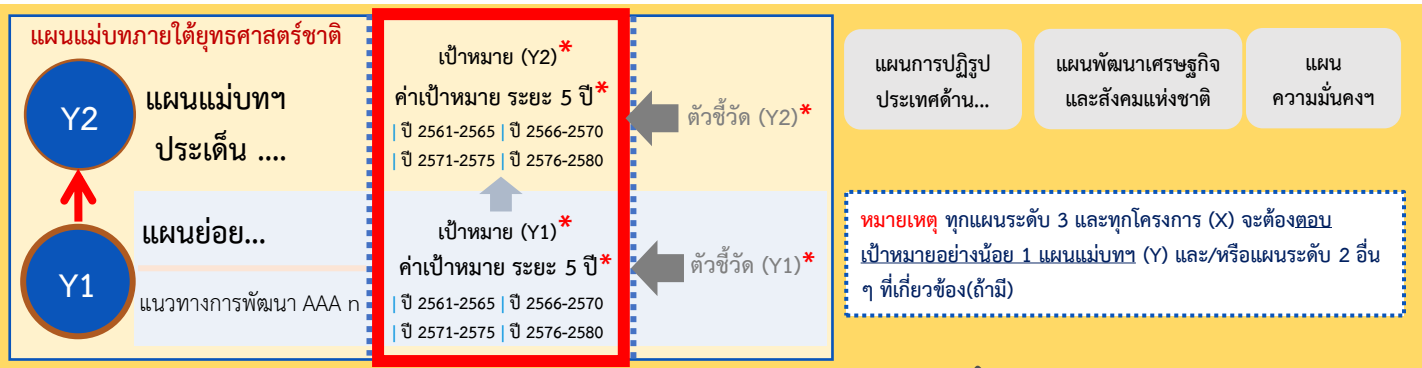 แผนแม่บทภายใต้ยุทธศาสตร์ชาติ
Y2
แผนแม่บทฯ
ประเด็น ....
Y1
แผนย่อย...
แนวทางการพัฒนา AAA n
เป้าหมาย (Y2)*
ค่าเป้าหมาย ระยะ 5 ปี*
| ปี 2561-2565 | ปี 2566-2570
| ปี 2571-2575 | ปี 2576-2580
ตัวชี้วัด (Y2)*
เป้าหมาย (Y1)*
ค่าเป้าหมาย ระยะ 5 ปี*
| ปี 2561-2565 | ปี 2566-2570
| ปี 2571-2575 | ปี 2576-2580
ตัวชี้วัด (Y1)*
แผนการปฏิรูป
ประเทศด้าน...
แผนพัฒนาเศรษฐกิจ
และสังคมแห่งชาติ
แผน
ความมั่นคงฯ
หมายเหตุ ทุกแผนระดับ 3 และทุกโครงการ (X) จะต้องตอบ
เป้าหมายอย่างน้อย 1 แผนแม่บทฯ (Y) และ/หรือแผนระดับ 2 อื่น
ๆ ที่เกี่ยวข้อง(ถ้ามี)